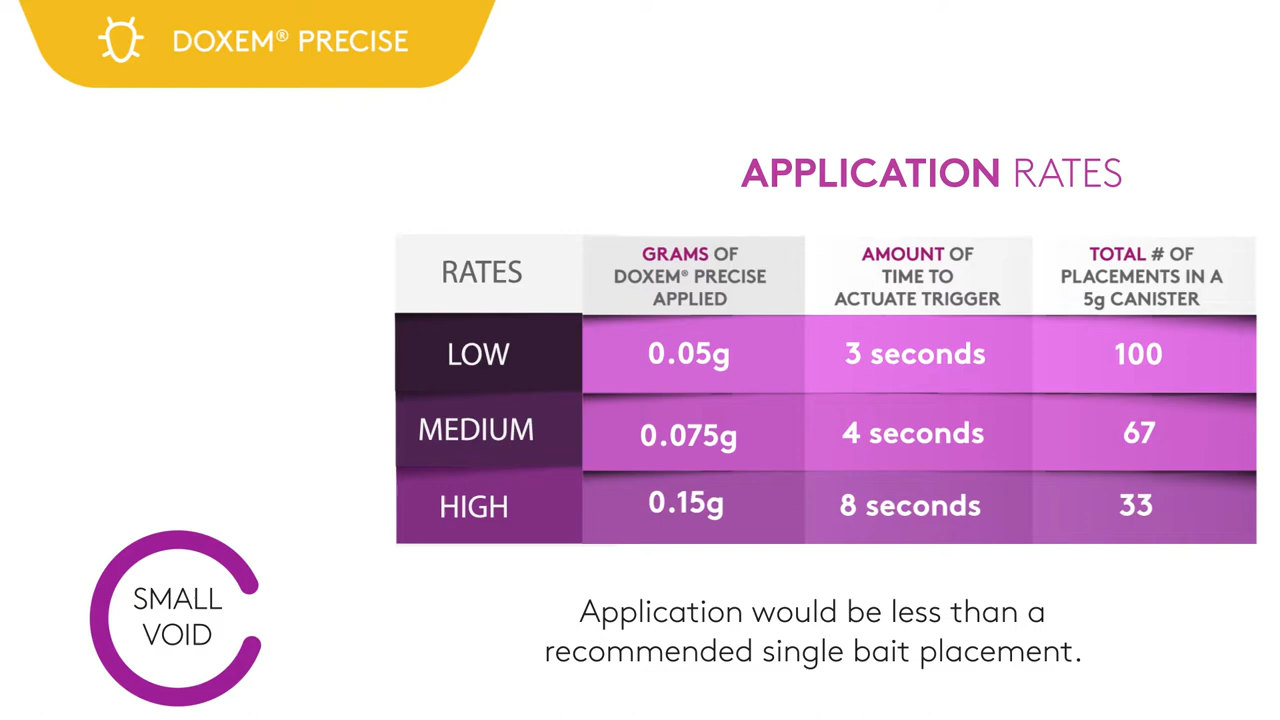 DOXEM® PRECISE
APPLICATION RATES
RATES
GRAMS OF
DOXEM® PRECISE
APPLIED
AMOUNT OF
TIME TO
ACTUATE TRIGGER
TOTAL # OF
PLACEMENTS IN A
5g CANISTER
LOW 0.05g 3 seconds 100
MEDIUM 0.075g 4 seconds 67
HIGH 0.15g 8 seconds 33
SMALL
VOID
Application would be less than a
recommended single bait placement.